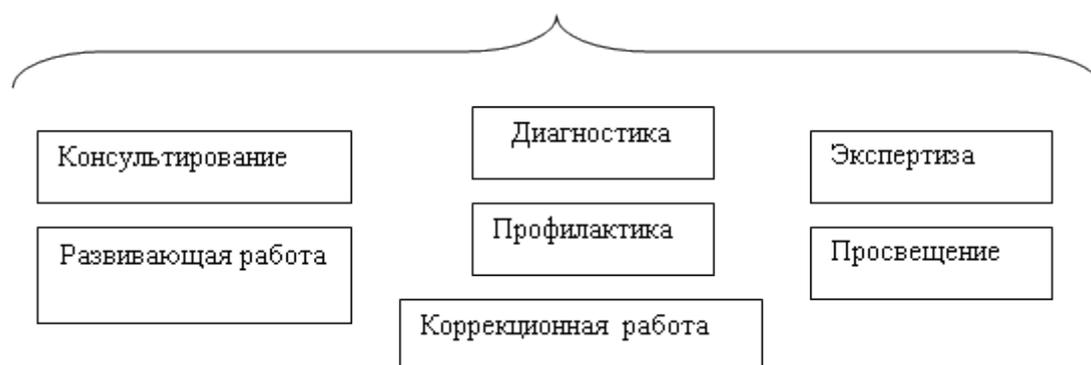 Консультирование
Диагностика
Экспертиза
Развивающая работа
Профилактика
Просвещение
Коррекционная работа